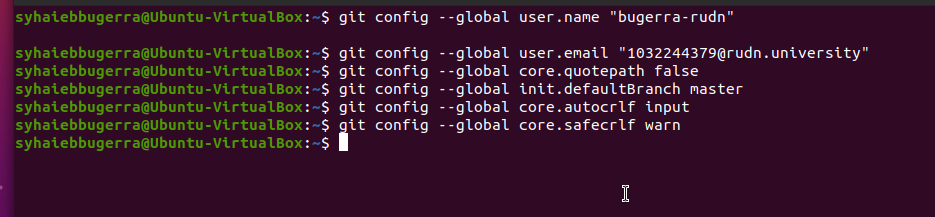 syhaiebbugerra@Ubuntu-VirtualBox:~$ git config --global user.name "bugerra-rudn"
syhaiebbugerra@Ubuntu-VirtualBox:~$ git config --global user.email "1032244379@rudn.university"
syhaiebbugerra@Ubuntu-VirtualBox:~$ git config --global core.quotepath false
syhaiebbugerra@Ubuntu-VirtualBox:~$ git config --global init.defaultBranch master
syhaiebbugerra@Ubuntu-VirtualBox:~$ git config --global core.autocrlf input
syhaiebbugerra@Ubuntu-VirtualBox:~$ git config --global core.safecrlf warn
syhaiebbugerra@Ubuntu-VirtualBox:~$